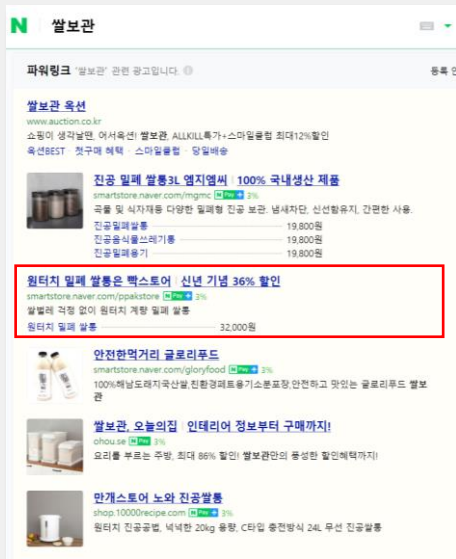 N 쌀보관
파워링크 '쌀보관' 관련 광고입니다.
등록 안
쌀보관 옥션
www.auction.co.kr
쇼핑이 생각날땐, 어서옥션! 쌀보관, ALLKILL특가+스마일클럽 최대12%할인
옥션BEST · 첫구매 혜택 · 스마일클럽 · 당일배송
진공 밀폐 쌀통3L 엠지엠씨 | 100% 국내생산 제품
smartstore.naver.com/mgmc N Pay + 3%
곡물 및 식자재등 다양한 밀폐형 진공 보관. 냄새차단, 신선함유지, 간편한 사용.
진공밀폐쌀통 19,800원
진공음식물쓰레기통 19,800원
진공밀폐용기 19,800원
원터치 밀폐 쌀통은 빡스토어 | 신년 기념 36% 할인
smartstore.naver.com/ppakstore N Pay + 3%
쌀벌레 걱정 없이 원터치 계량 밀폐 쌀통
원터치 밀폐 쌀통 32,000원
안전한먹거리 글로리푸드
smartstore.naver.com/gloryfood N Pay + 3%
100%해남도래지국산쌀,친환경페트용기소분포장,안전하고 맛있는 글로리푸드 쌀보
관
쌀보관, 오늘의집 | 인테리어 정보부터 구매까지!
ohou.se N Pay 3%
요리를 부르는 주방, 최대 86% 할인! 쌀보관만의 풍성한 할인혜택까지!
만개스토어 노와 진공쌀통
shop.10000recipe.com N Pay + 3%
원터치 진공공법, 넉넉한 20kg 용량, C타입 충전방식 24L 무선 진공쌀통